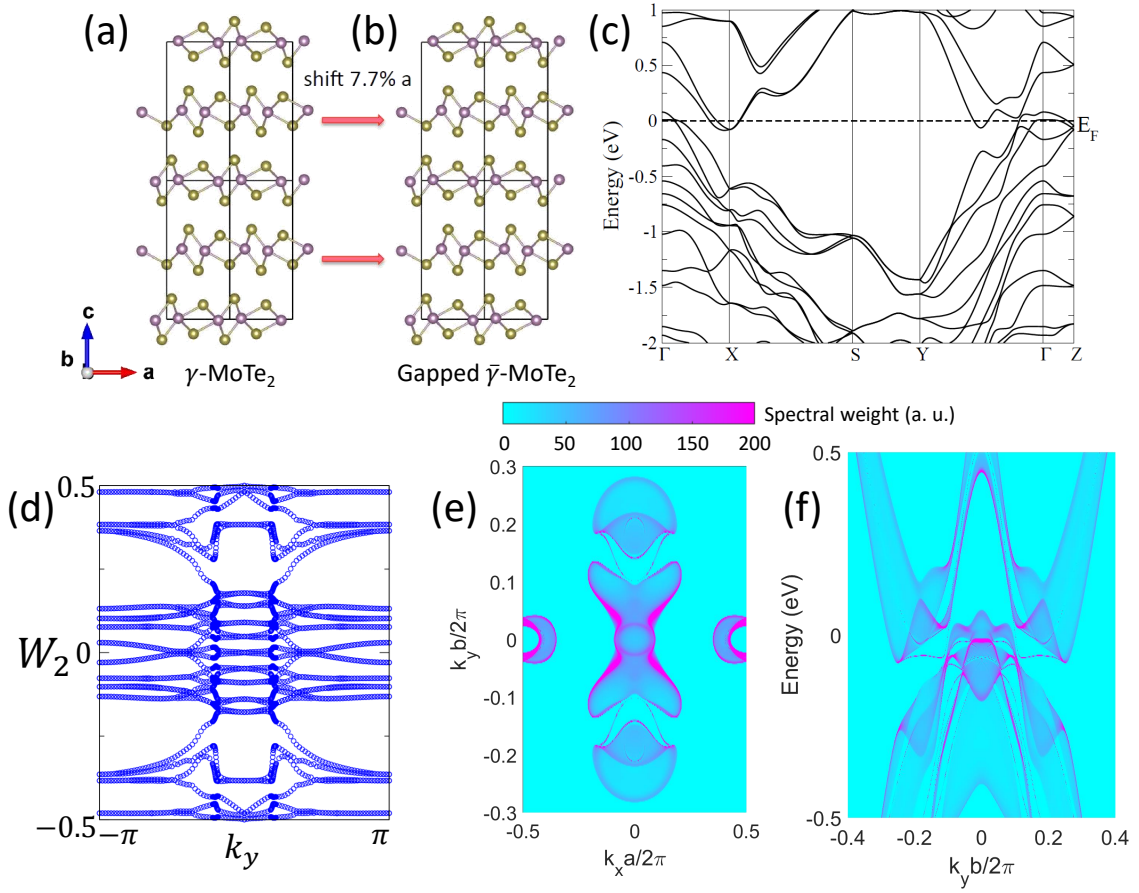 (a)
(b)
shift 7.7% a
c
b
a
γ-MoTe₂
Gapped γ̄-MoTe₂
(c)
Energy (eV)
1
0.5
0
-0.5
-1
-1.5
-2
E_F
Γ X S Y Γ Z
Spectral weight (a. u.)
0 50 100 150 200
(d)
W₂
0.5
0
−0.5
−π π
k_y
(e)
k_y b/2π
0.3
0.2
0.1
0
-0.1
-0.2
-0.3
-0.5 0 0.5
k_x a/2π
(f)
Energy (eV)
0.5
0
-0.5
-0.4 -0.2 0 0.2 0.4
k_y b/2π